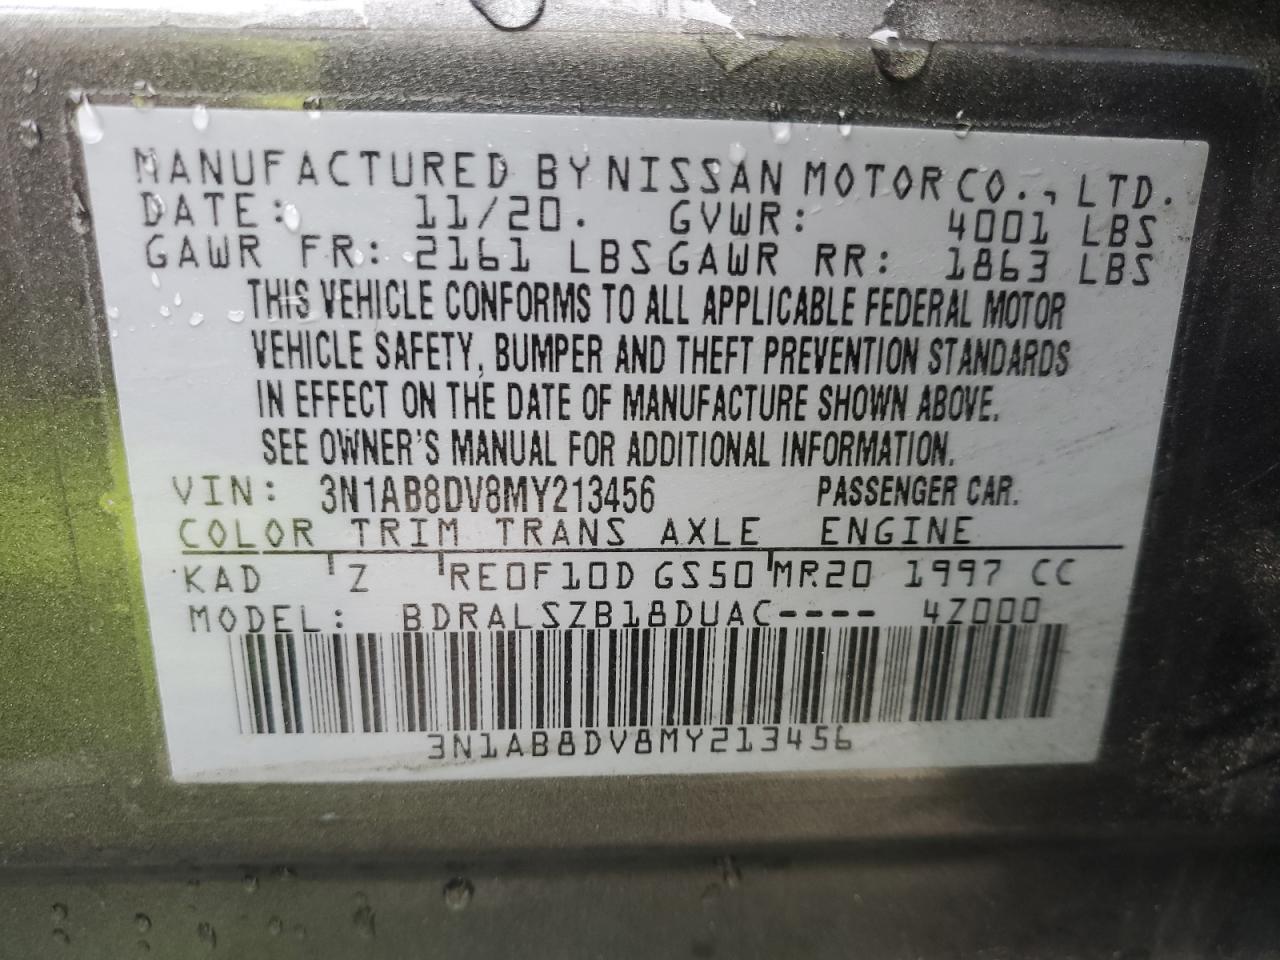 MANUFACTURED BY NISSAN MOTOR CO., LTD.
DATE: 11/20. GVWR: 4001 LBS
GAWR FR: 2161 LBS GAWR RR: 1863 LBS
THIS VEHICLE CONFORMS TO ALL APPLICABLE FEDERAL MOTOR
VEHICLE SAFETY, BUMPER AND THEFT PREVENTION STANDARDS
IN EFFECT ON THE DATE OF MANUFACTURE SHOWN ABOVE.
SEE OWNER'S MANUAL FOR ADDITIONAL INFORMATION.
VIN: 3N1AB8DV8MY213456 PASSENGER CAR.
COLOR TRIM TRANS AXLE ENGINE
KAD Z RE0F10D GS50 MR20 1997 CC
MODEL: BDRALSZB18DUAC---- 4Z000
3N1AB8DV8MY213456